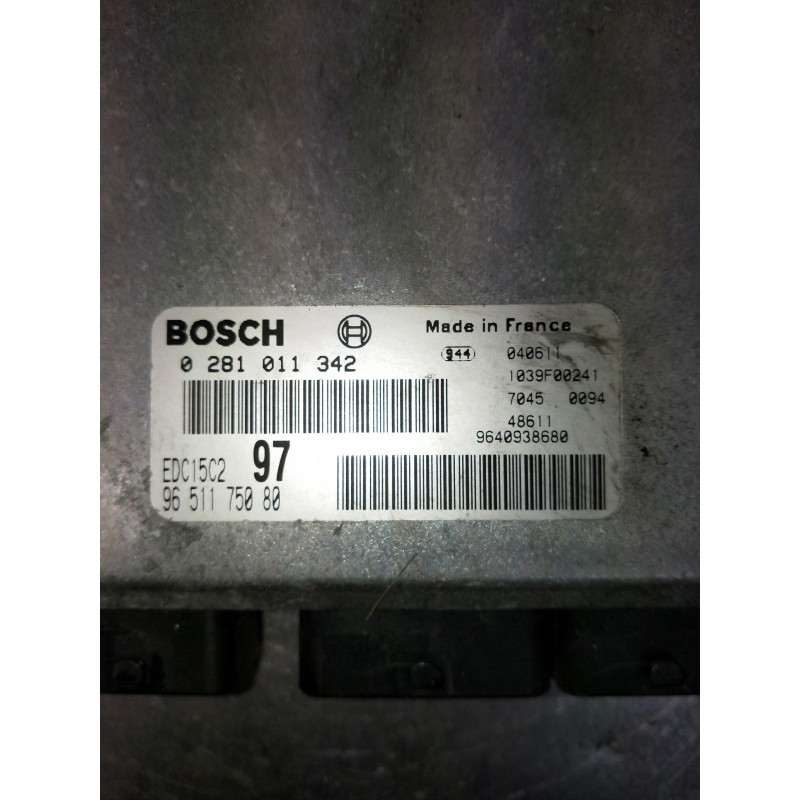 BOSCH
Made in France
0 281 011 342
944
040611
1039F00241
7045 0094
48611
9640938680
EDC15C2 97
96 511 750 80